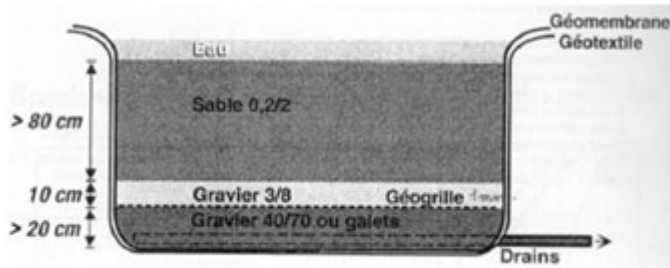 Géomembrane
Géotextile
Eau
> 80 cm
Sable 0,2/2
10 cm
Gravier 3/8
Géogrille
> 20 cm
Gravier 40/70 ou galets
Drains